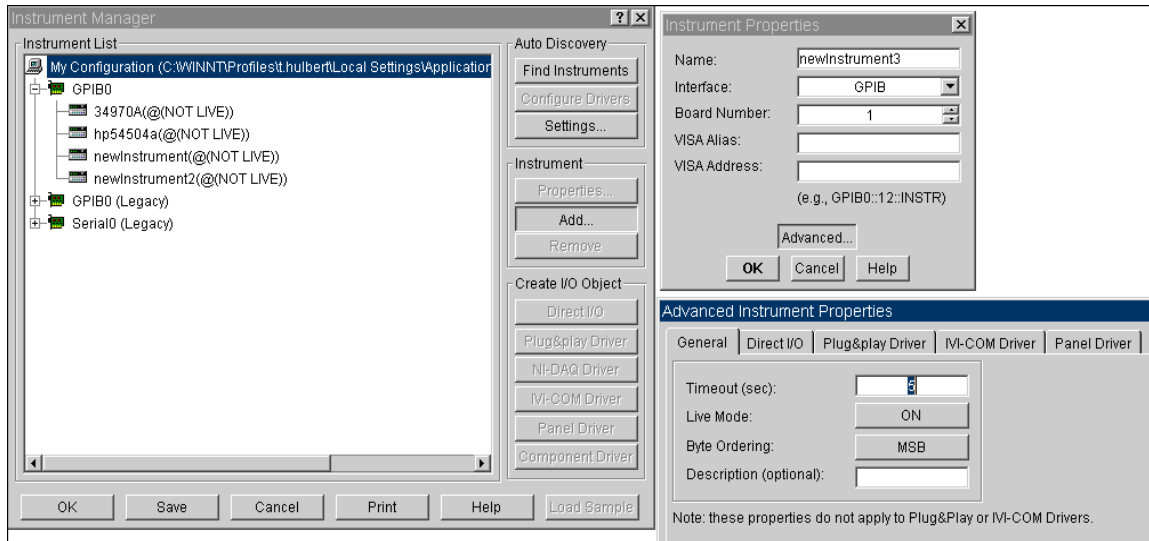 Instrument Manager
Instrument List
My Configuration (C:\WINNT\Profiles\t.hulbert\Local Settings\Application
GPIB0
34970A(@(NOT LIVE))
hp54504a(@(NOT LIVE))
newInstrument(@(NOT LIVE))
newInstrument2(@(NOT LIVE))
GPIB0 (Legacy)
Serial0 (Legacy)
Auto Discovery
Find Instruments
Configure Drivers
Settings...
Instrument
Properties...
Add...
Remove
Create I/O Object
Direct I/O
Plug&play Driver
NI-DAQ Driver
IVI-COM Driver
Panel Driver
Component Driver
OK
Save
Cancel
Print
Help
Load Sample
Instrument Properties
Name: newInstrument3
Interface: GPIB
Board Number: 1
VISA Alias:
VISA Address:
(e.g., GPIB0::12::INSTR)
Advanced...
OK
Cancel
Help
Advanced Instrument Properties
General
Direct I/O
Plug&play Driver
IVI-COM Driver
Panel Driver
Timeout (sec): 5
Live Mode: ON
Byte Ordering: MSB
Description (optional):
Note: these properties do not apply to Plug&Play or IVI-COM Drivers.